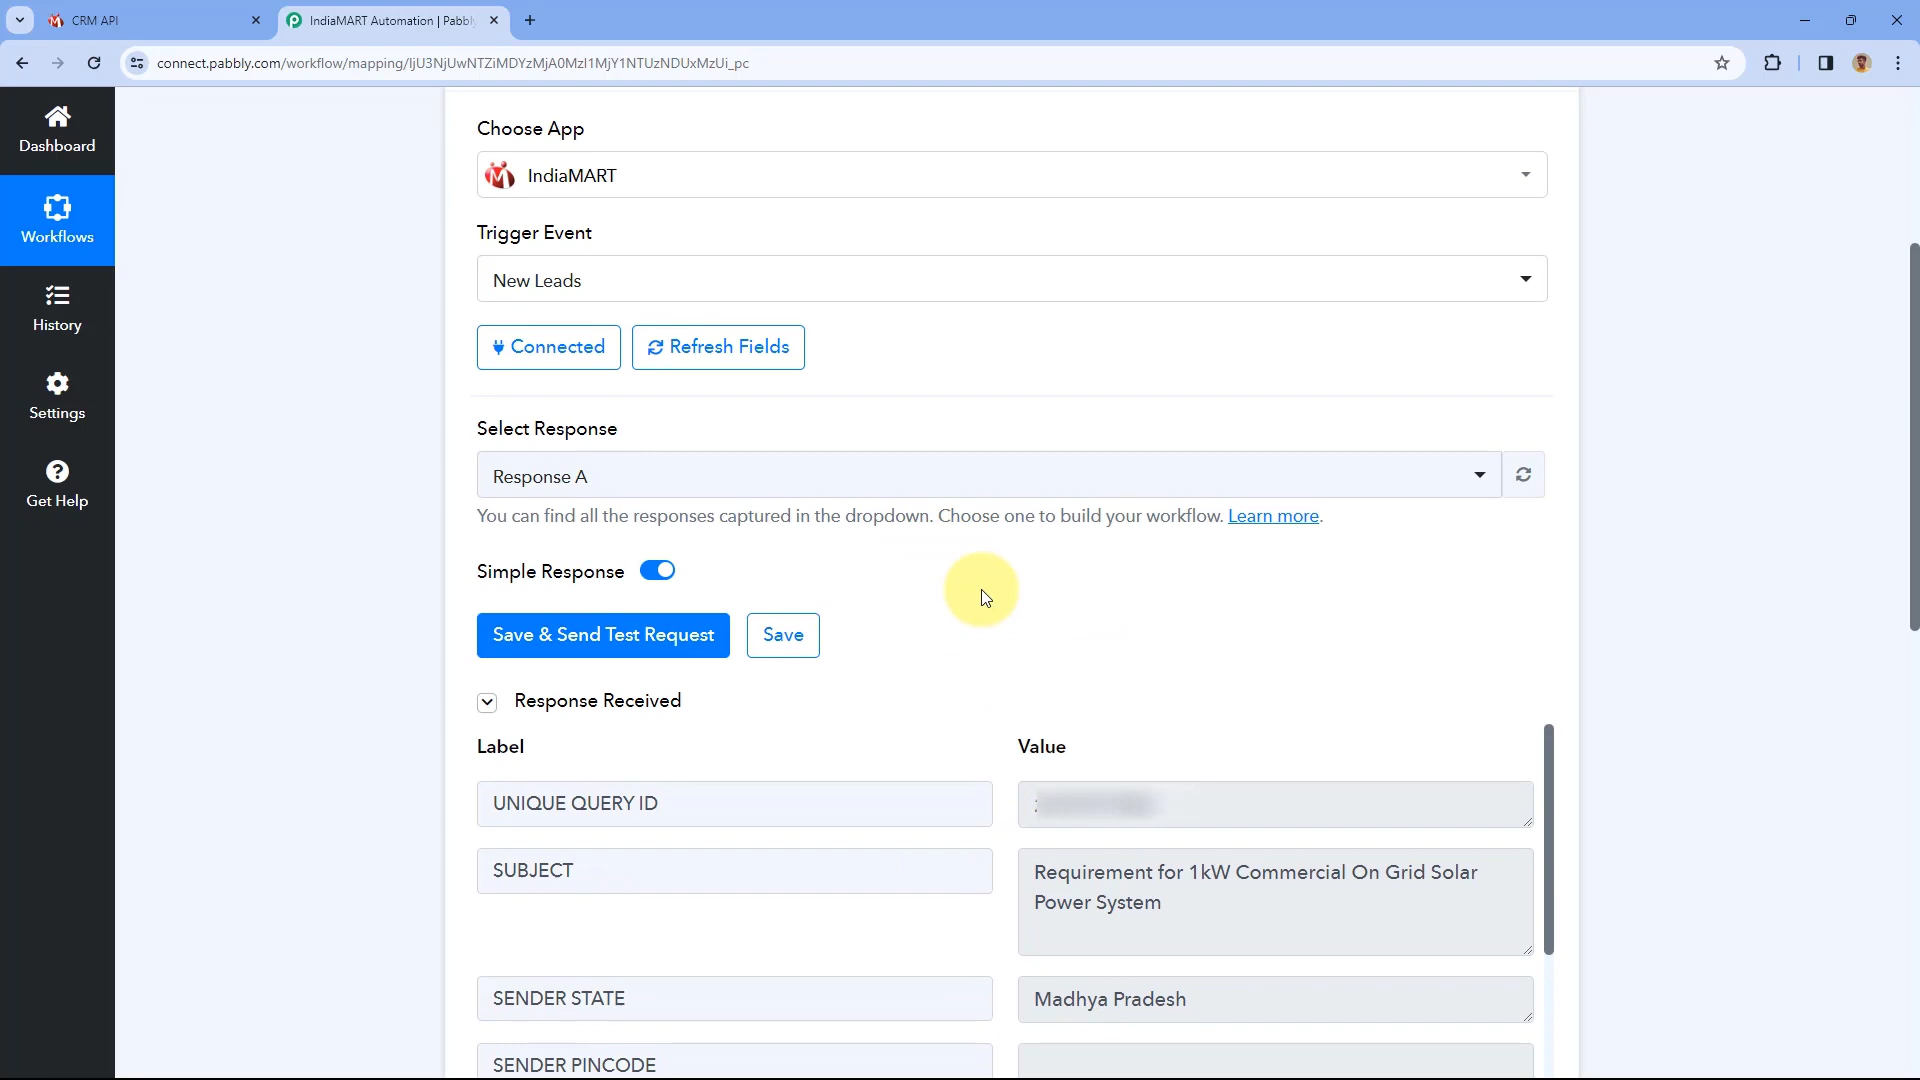 CRM API
IndiaMART Automation | Pabbly
connect.pabbly.com/workflow/mapping/IjU3NjUwNTZiMDYzMjA0MzI1MjY1NTUzNDUxMzUi_pc
Dashboard
Workflows
History
Settings
Get Help
Choose App
IndiaMART
Trigger Event
New Leads
Connected
Refresh Fields
Select Response
Response A
You can find all the responses captured in the dropdown. Choose one to build your workflow. Learn more.
Simple Response
Save & Send Test Request
Save
Response Received
Label
Value
UNIQUE QUERY ID
SUBJECT
Requirement for 1kW Commercial On Grid Solar
Power System
SENDER STATE
Madhya Pradesh
SENDER PINCODE